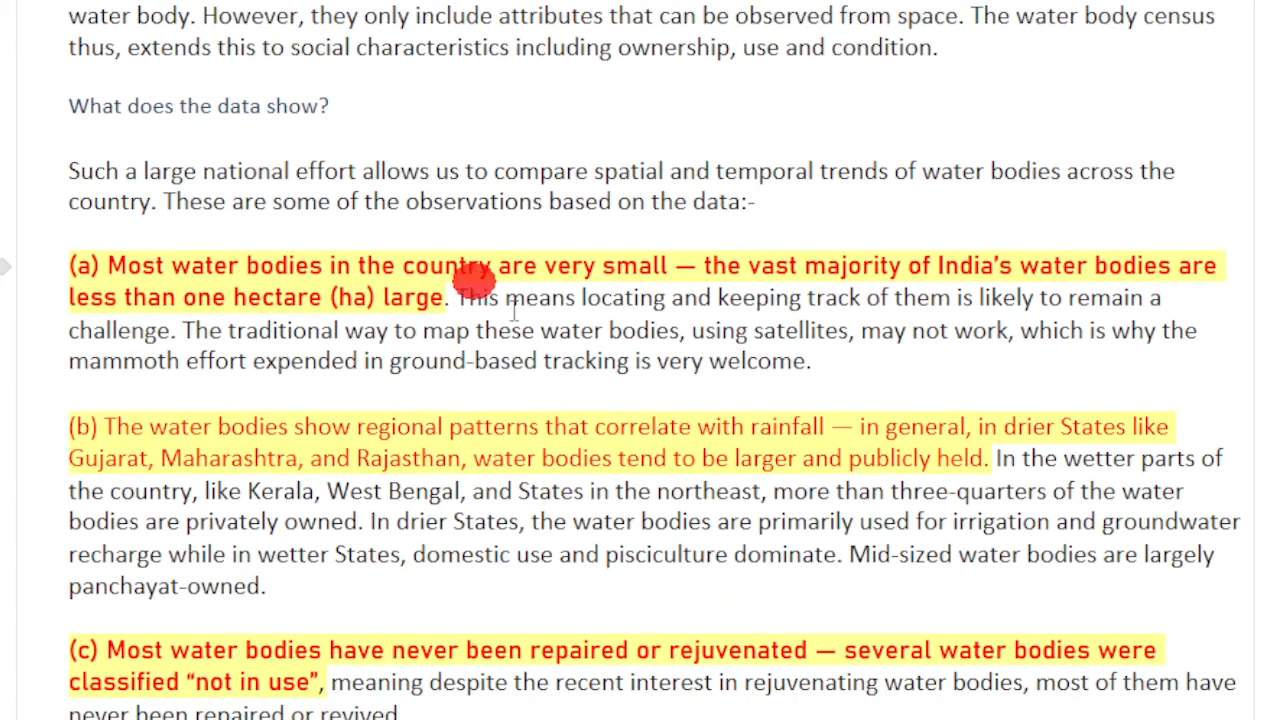 water body. However, they only include attributes that can be observed from space. The water body census
thus, extends this to social characteristics including ownership, use and condition.
What does the data show?
Such a large national effort allows us to compare spatial and temporal trends of water bodies across the
country. These are some of the observations based on the data:-
(a) Most water bodies in the country are very small — the vast majority of India's water bodies are
less than one hectare (ha) large. This means locating and keeping track of them is likely to remain a
challenge. The traditional way to map these water bodies, using satellites, may not work, which is why the
mammoth effort expended in ground-based tracking is very welcome.
(b) The water bodies show regional patterns that correlate with rainfall — in general, in drier States like
Gujarat, Maharashtra, and Rajasthan, water bodies tend to be larger and publicly held. In the wetter parts of
the country, like Kerala, West Bengal, and States in the northeast, more than three-quarters of the water
bodies are privately owned. In drier States, the water bodies are primarily used for irrigation and groundwater
recharge while in wetter States, domestic use and pisciculture dominate. Mid-sized water bodies are largely
panchayat-owned.
(c) Most water bodies have never been repaired or rejuvenated — several water bodies were
classified “not in use”, meaning despite the recent interest in rejuvenating water bodies, most of them have
never been repaired or revived